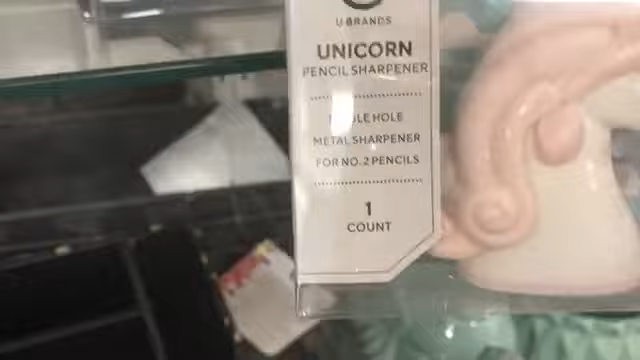 U BRANDS
UNICORN
PENCIL SHARPENER
HOLE
METAL SHARPENER
FOR NO. 2 PENCILS
1
COUNT